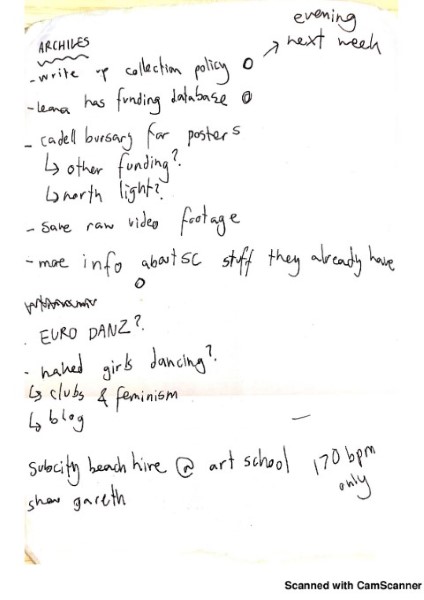 evening
→ next week
ARCHIVES
- write up collection policy o
- leona has funding database o
- cadell bursary for posters
↳ other funding?
↳ north light?
- save raw video footage
- more info about SC stuff they already have
o
. EURO DANZ?
- naked girls dancing?
↳ clubs & feminism
↳ blog
Subcity beach hire @ art school 170 bpm
only
show gareth
Scanned with CamScanner